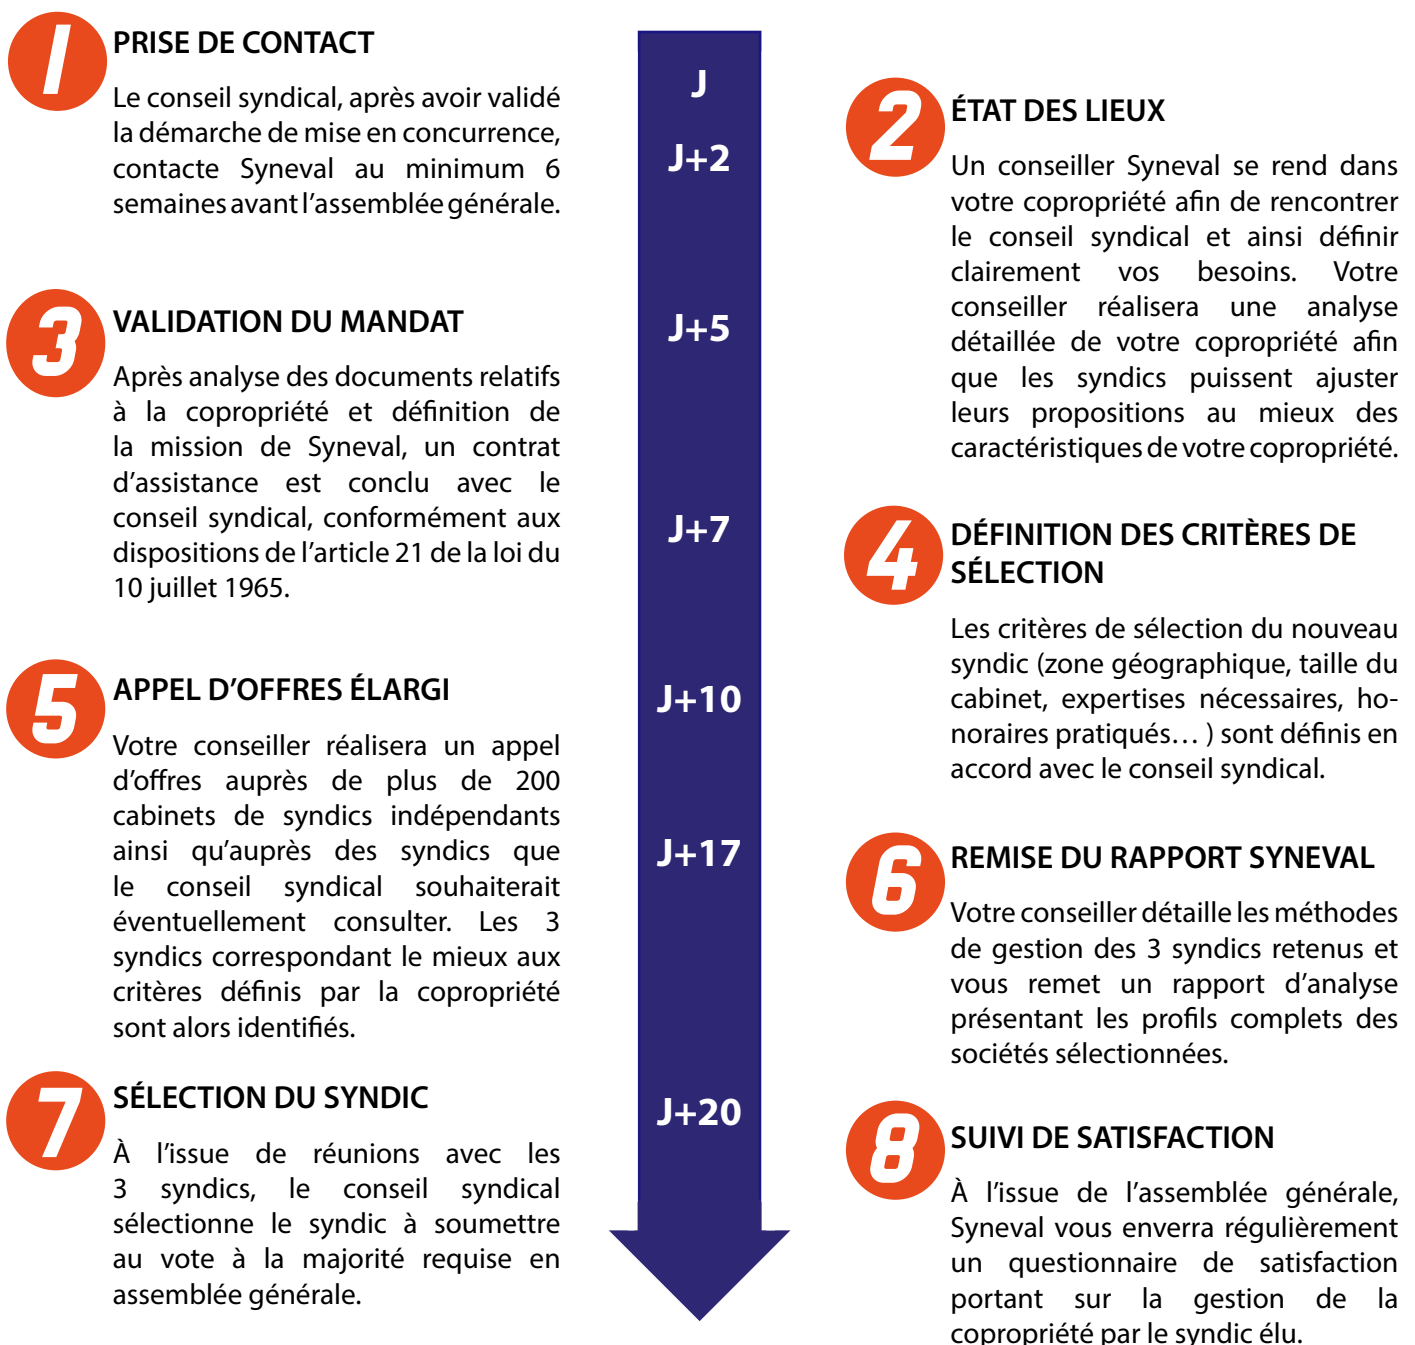 1
PRISE DE CONTACT
Le conseil syndical, après avoir validé
la démarche de mise en concurrence,
contacte Syneval au minimum 6
semaines avant l’assemblée générale.
J
J+2
2
ÉTAT DES LIEUX
Un conseiller Syneval se rend dans
votre copropriété afin de rencontrer
le conseil syndical et ainsi définir
clairement vos besoins. Votre
conseiller réalisera une analyse
détaillée de votre copropriété afin
que les syndics puissent ajuster
leurs propositions au mieux des
caractéristiques de votre copropriété.
3
VALIDATION DU MANDAT
Après analyse des documents relatifs
à la copropriété et définition de
la mission de Syneval, un contrat
d’assistance est conclu avec le
conseil syndical, conformément aux
dispositions de l’article 21 de la loi du
10 juillet 1965.
J+5
J+7
4
DÉFINITION DES CRITÈRES DE
SÉLECTION
Les critères de sélection du nouveau
syndic (zone géographique, taille du
cabinet, expertises nécessaires, ho-
noraires pratiqués… ) sont définis en
accord avec le conseil syndical.
5
APPEL D’OFFRES ÉLARGI
Votre conseiller réalisera un appel
d’offres auprès de plus de 200
cabinets de syndics indépendants
ainsi qu’auprès des syndics que
le conseil syndical souhaiterait
éventuellement consulter. Les 3
syndics correspondant le mieux aux
critères définis par la copropriété
sont alors identifiés.
J+10
J+17
6
REMISE DU RAPPORT SYNEVAL
Votre conseiller détaille les méthodes
de gestion des 3 syndics retenus et
vous remet un rapport d’analyse
présentant les profils complets des
sociétés sélectionnées.
7
SÉLECTION DU SYNDIC
À l’issue de réunions avec les
3 syndics, le conseil syndical
sélectionne le syndic à soumettre
au vote à la majorité requise en
assemblée générale.
J+20
8
SUIVI DE SATISFACTION
À l’issue de l’assemblée générale,
Syneval vous enverra régulièrement
un questionnaire de satisfaction
portant sur la gestion de la
copropriété par le syndic élu.